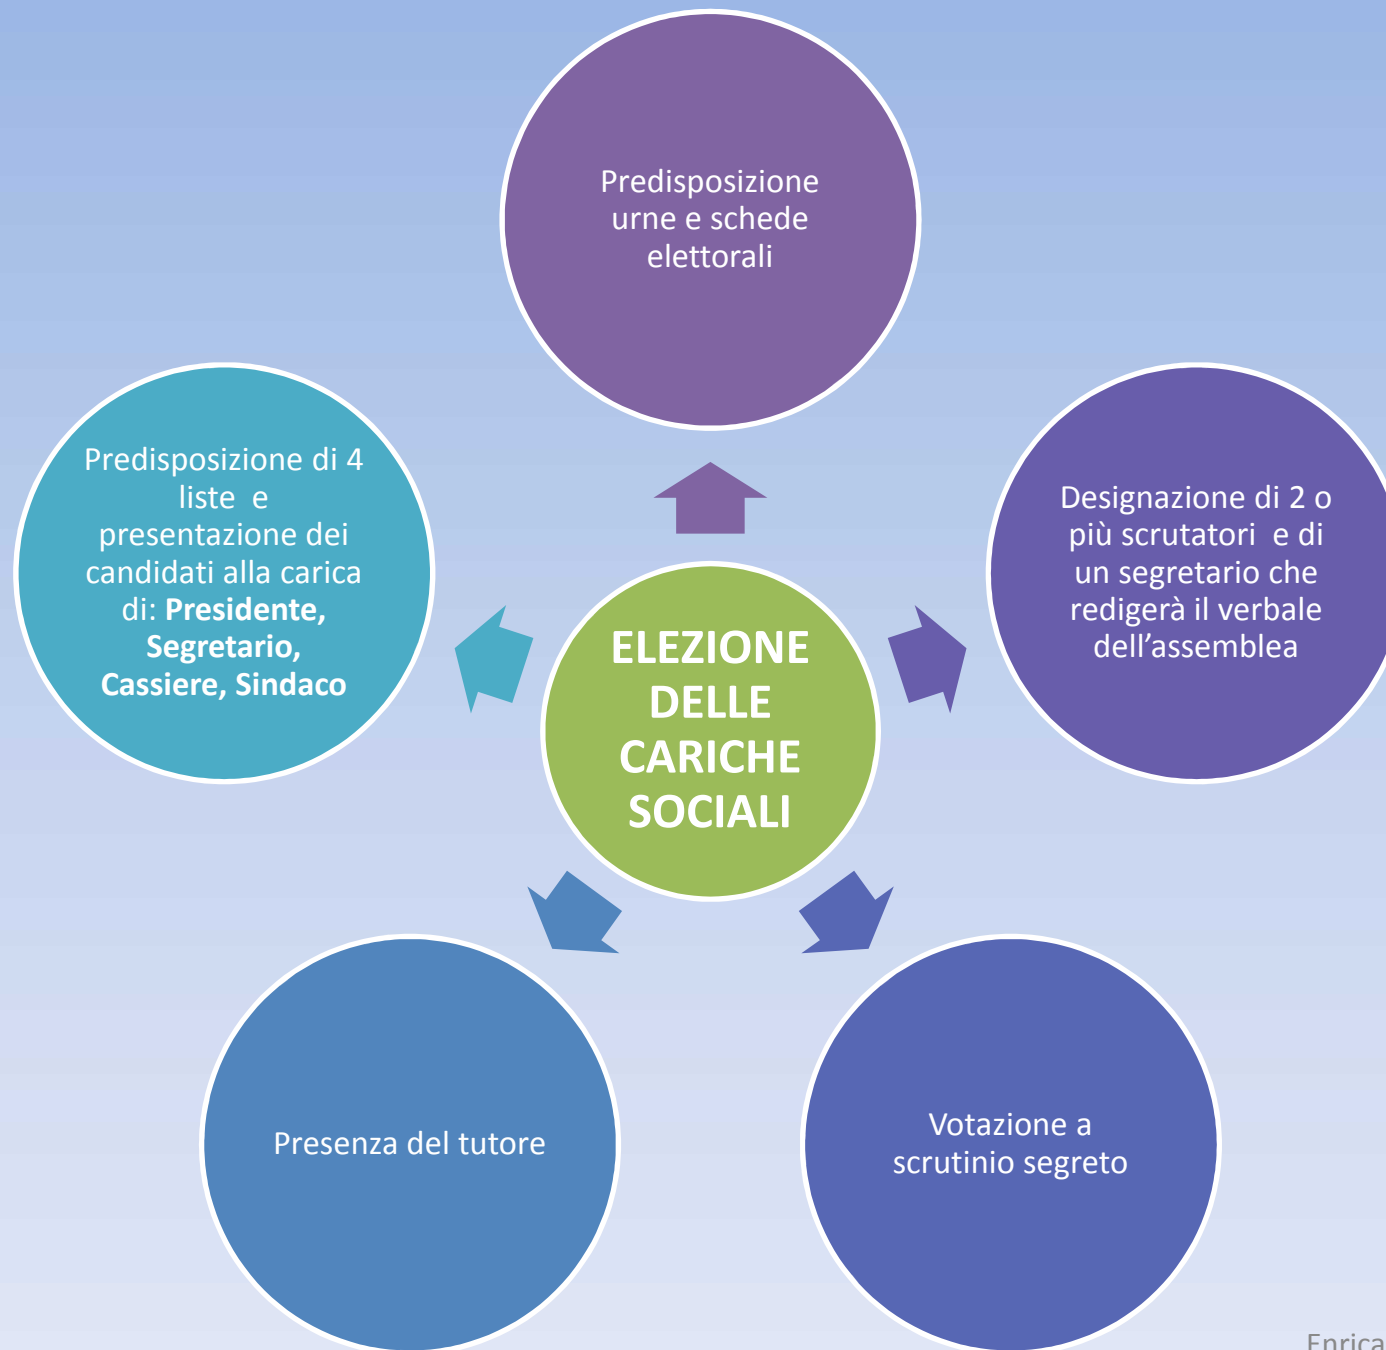 Predisposizione
urne e schede
elettorali
Predisposizione di 4
liste e
presentazione dei
candidati alla carica
di: Presidente,
Segretario,
Cassiere, Sindaco
Designazione di 2 o
più scrutatori e di
un segretario che
redigerà il verbale
dell’assemblea
ELEZIONE
DELLE
CARICHE
SOCIALI
Presenza del tutore
Votazione a
scrutinio segreto
Enrica